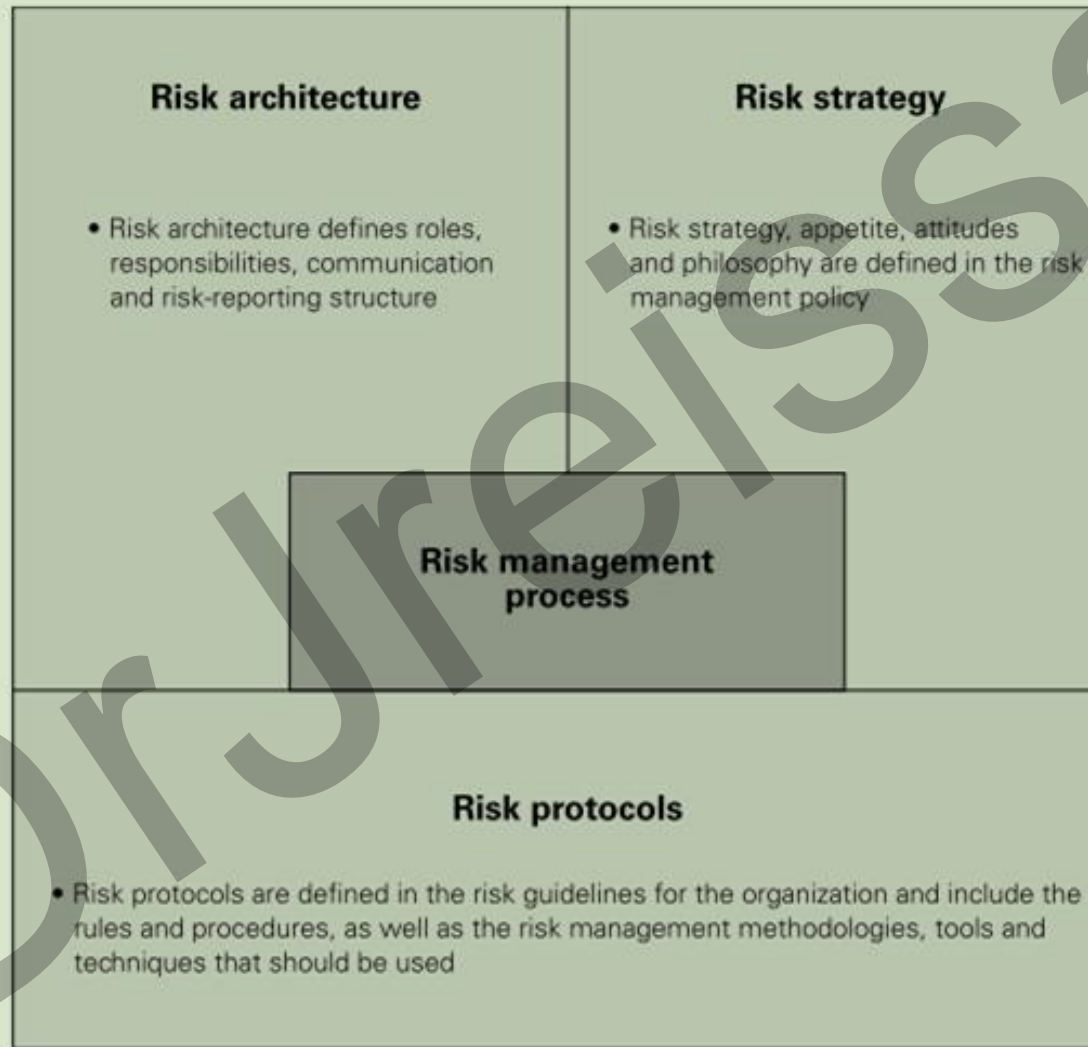 Risk architecture
• Risk architecture defines roles,
responsibilities, communication
and risk-reporting structure
Risk strategy
• Risk strategy, appetite, attitudes
and philosophy are defined in the risk
management policy
Risk management
process
Risk protocols
• Risk protocols are defined in the risk guidelines for the organization and include the
rules and procedures, as well as the risk management methodologies, tools and
techniques that should be used